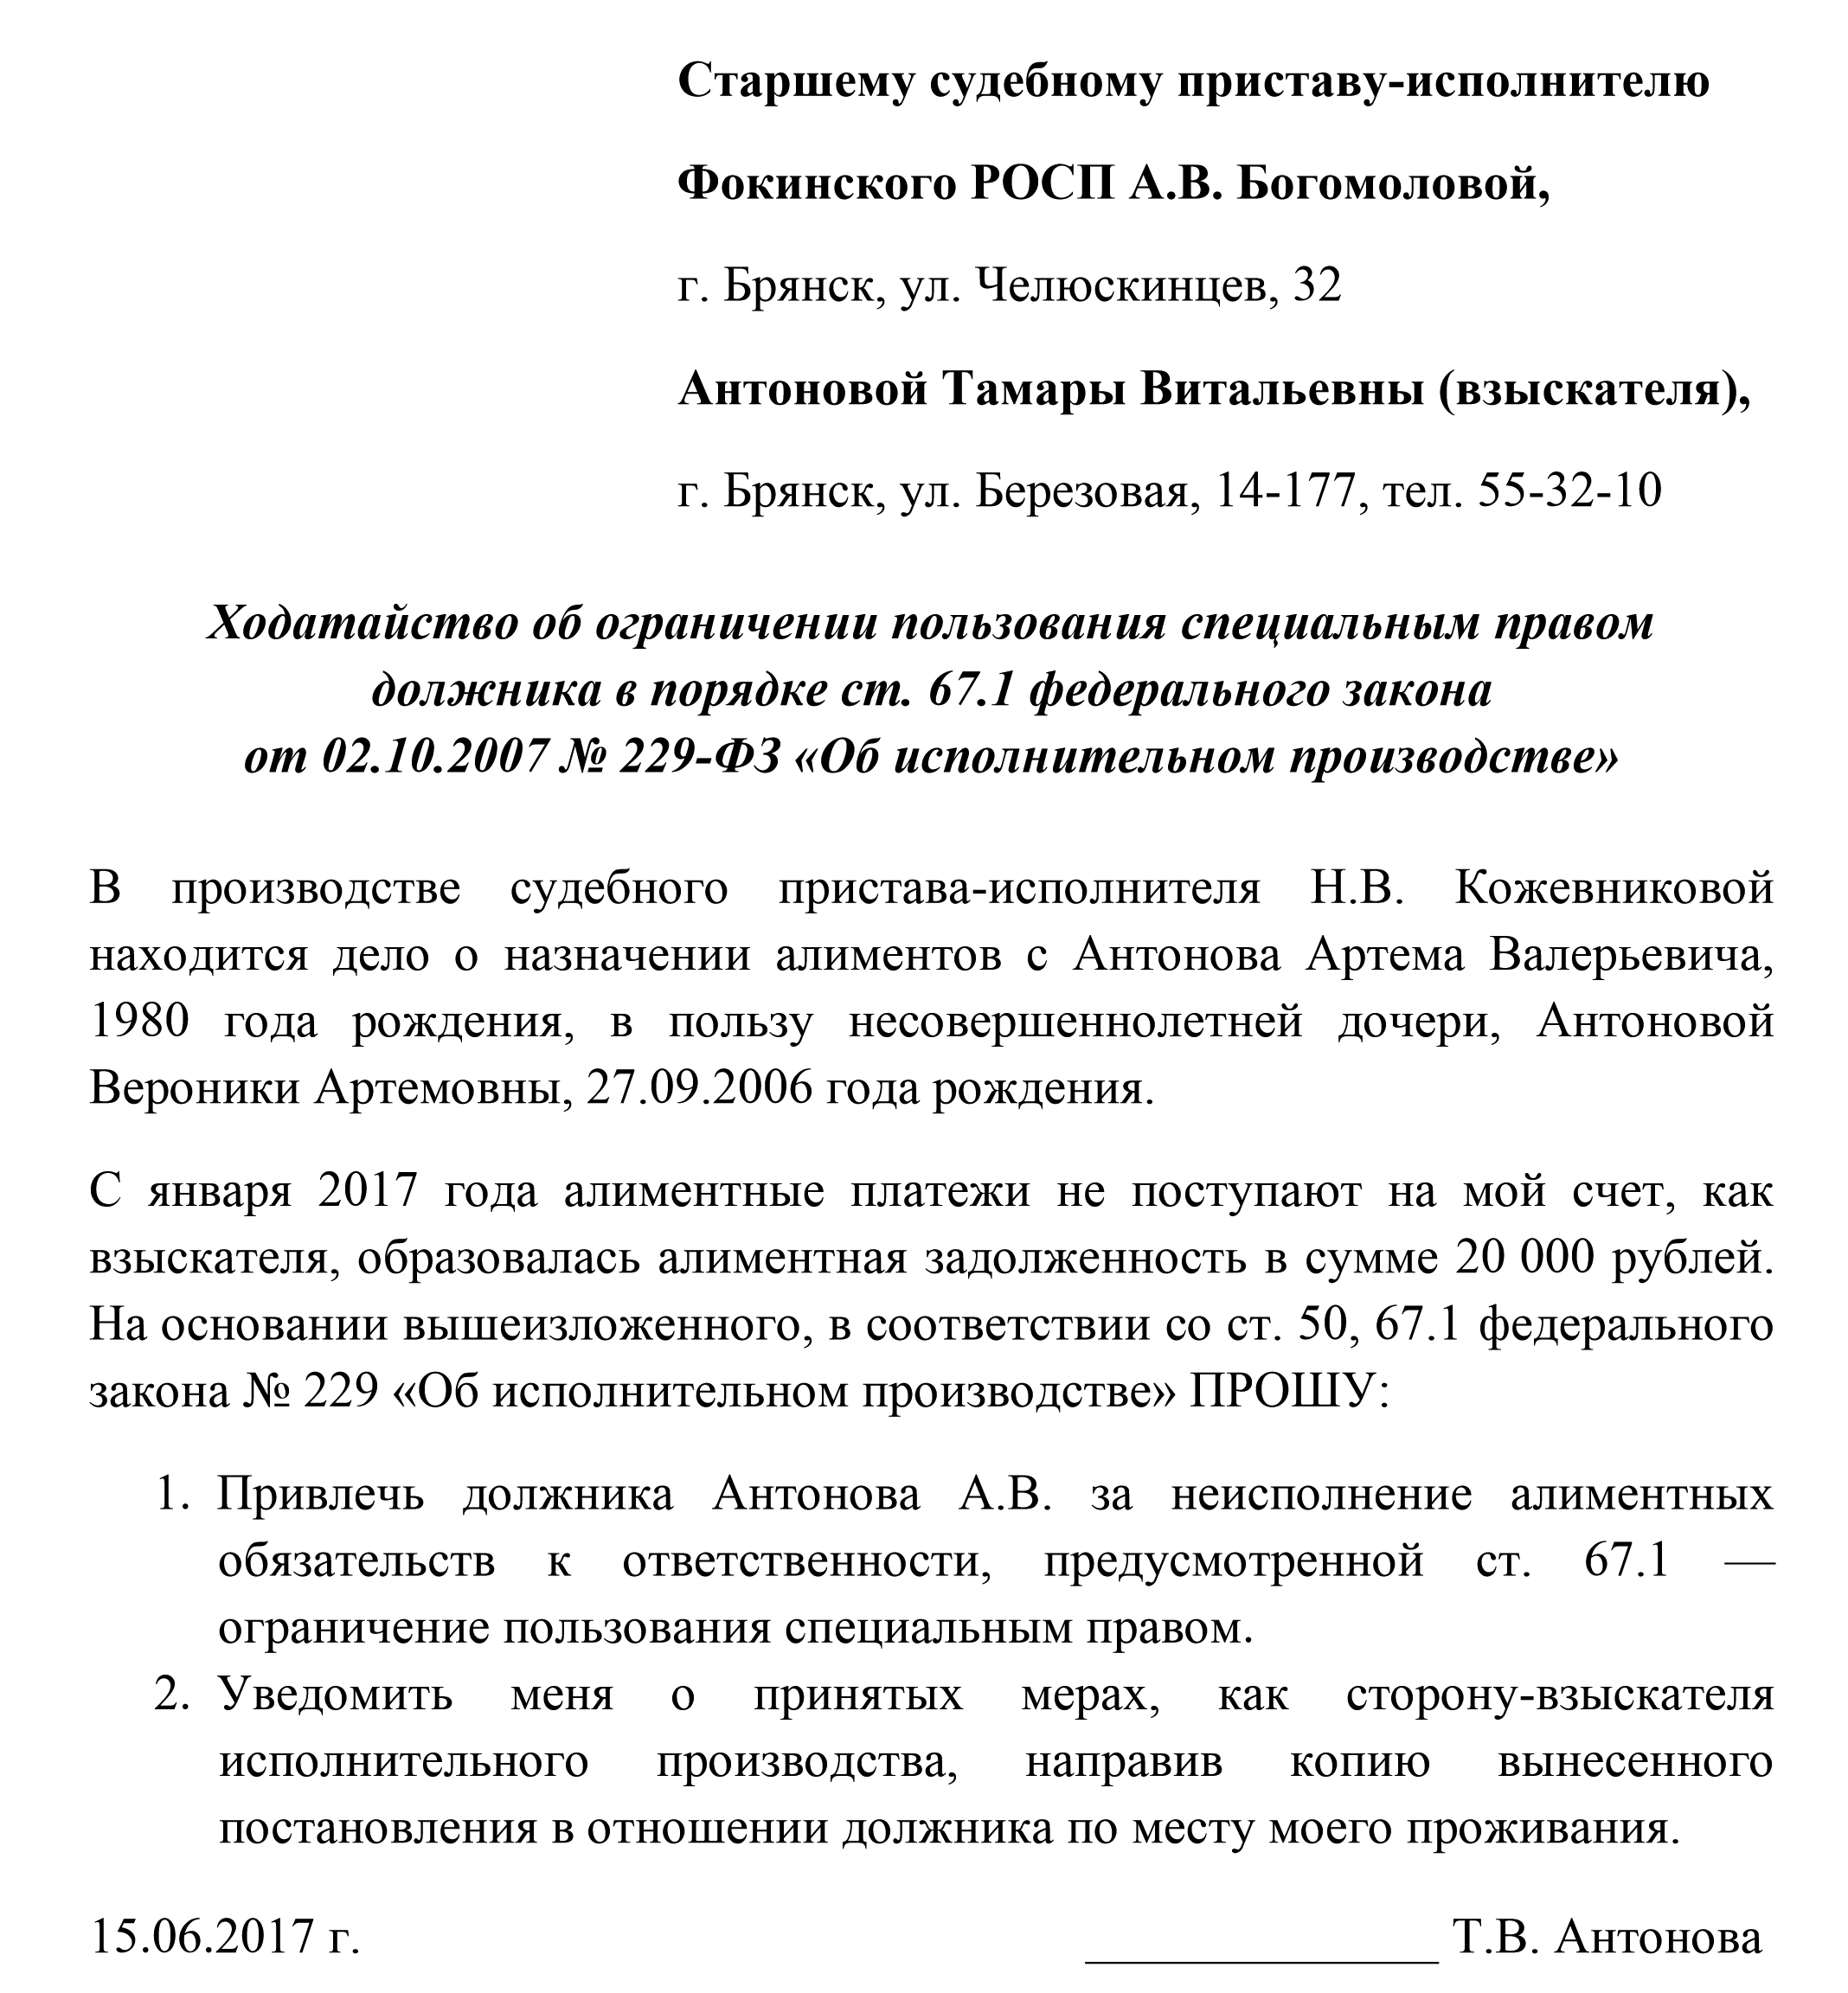 Старшему судебному приставу-исполнителю
Фокинского РОСП А.В. Богомоловой,
г. Брянск, ул. Челюскинцев, 32
Антоновой Тамары Витальевны (взыскателя),
г. Брянск, ул. Березовая, 14-177, тел. 55-32-10
Ходатайство об ограничении пользования специальным правом
должника в порядке ст. 67.1 федерального закона
от 02.10.2007 № 229-ФЗ «Об исполнительном производстве»
В производстве судебного пристава-исполнителя Н.В. Кожевниковой
находится дело о назначении алиментов с Антонова Артема Валерьевича,
1980 года рождения, в пользу несовершеннолетней дочери, Антоновой
Вероники Артемовны, 27.09.2006 года рождения.
С января 2017 года алиментные платежи не поступают на мой счет, как
взыскателя, образовалась алиментная задолженность в сумме 20 000 рублей.
На основании вышеизложенного, в соответствии со ст. 50, 67.1 федерального
закона № 229 «Об исполнительном производстве» ПРОШУ:
1. Привлечь должника Антонова А.В. за неисполнение алиментных
обязательств к ответственности, предусмотренной ст. 67.1 —
ограничение пользования специальным правом.
2. Уведомить меня о принятых мерах, как сторону-взыскателя
исполнительного производства, направив копию вынесенного
постановления в отношении должника по месту моего проживания.
15.06.2017 г. ______________ Т.В. Антонова